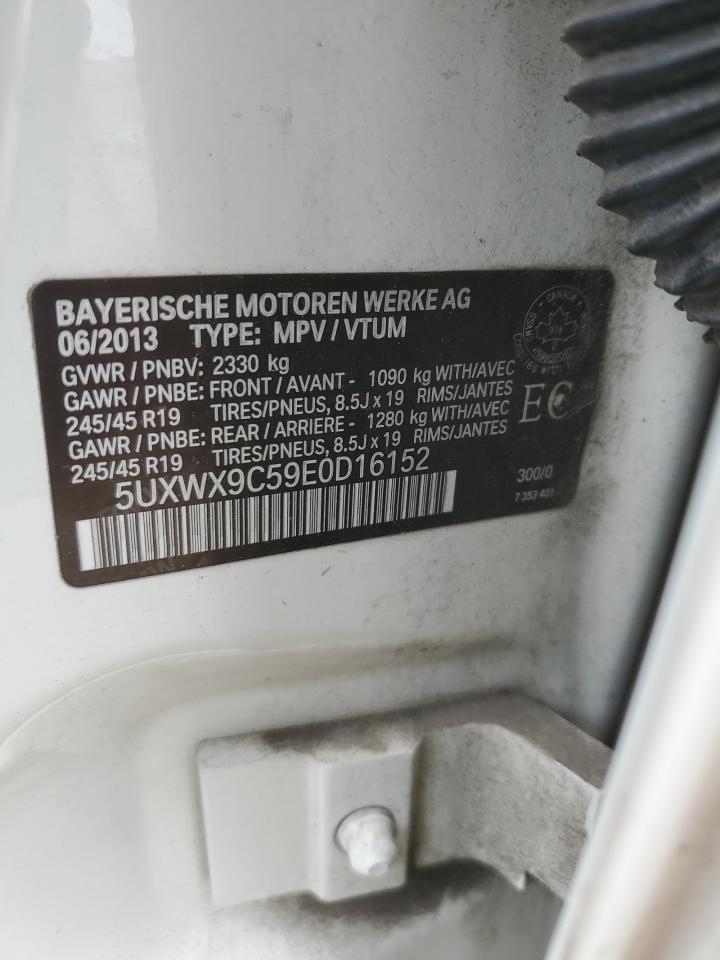 BAYERISCHE MOTOREN WERKE AG
06/2013 TYPE: MPV / VTUM
GVWR / PNBV: 2330 kg
GAWR / PNBE: FRONT / AVANT - 1090 kg WITH/AVEC
245/45 R19 TIRES/PNEUS, 8.5J x 19 RIMS/JANTES
GAWR / PNBE: REAR / ARRIERE - 1280 kg WITH/AVEC
245/45 R19 TIRES/PNEUS, 8.5J x 19 RIMS/JANTES
5UXWX9C59E0D16152
CANADA
EC
300/0
7 353 401